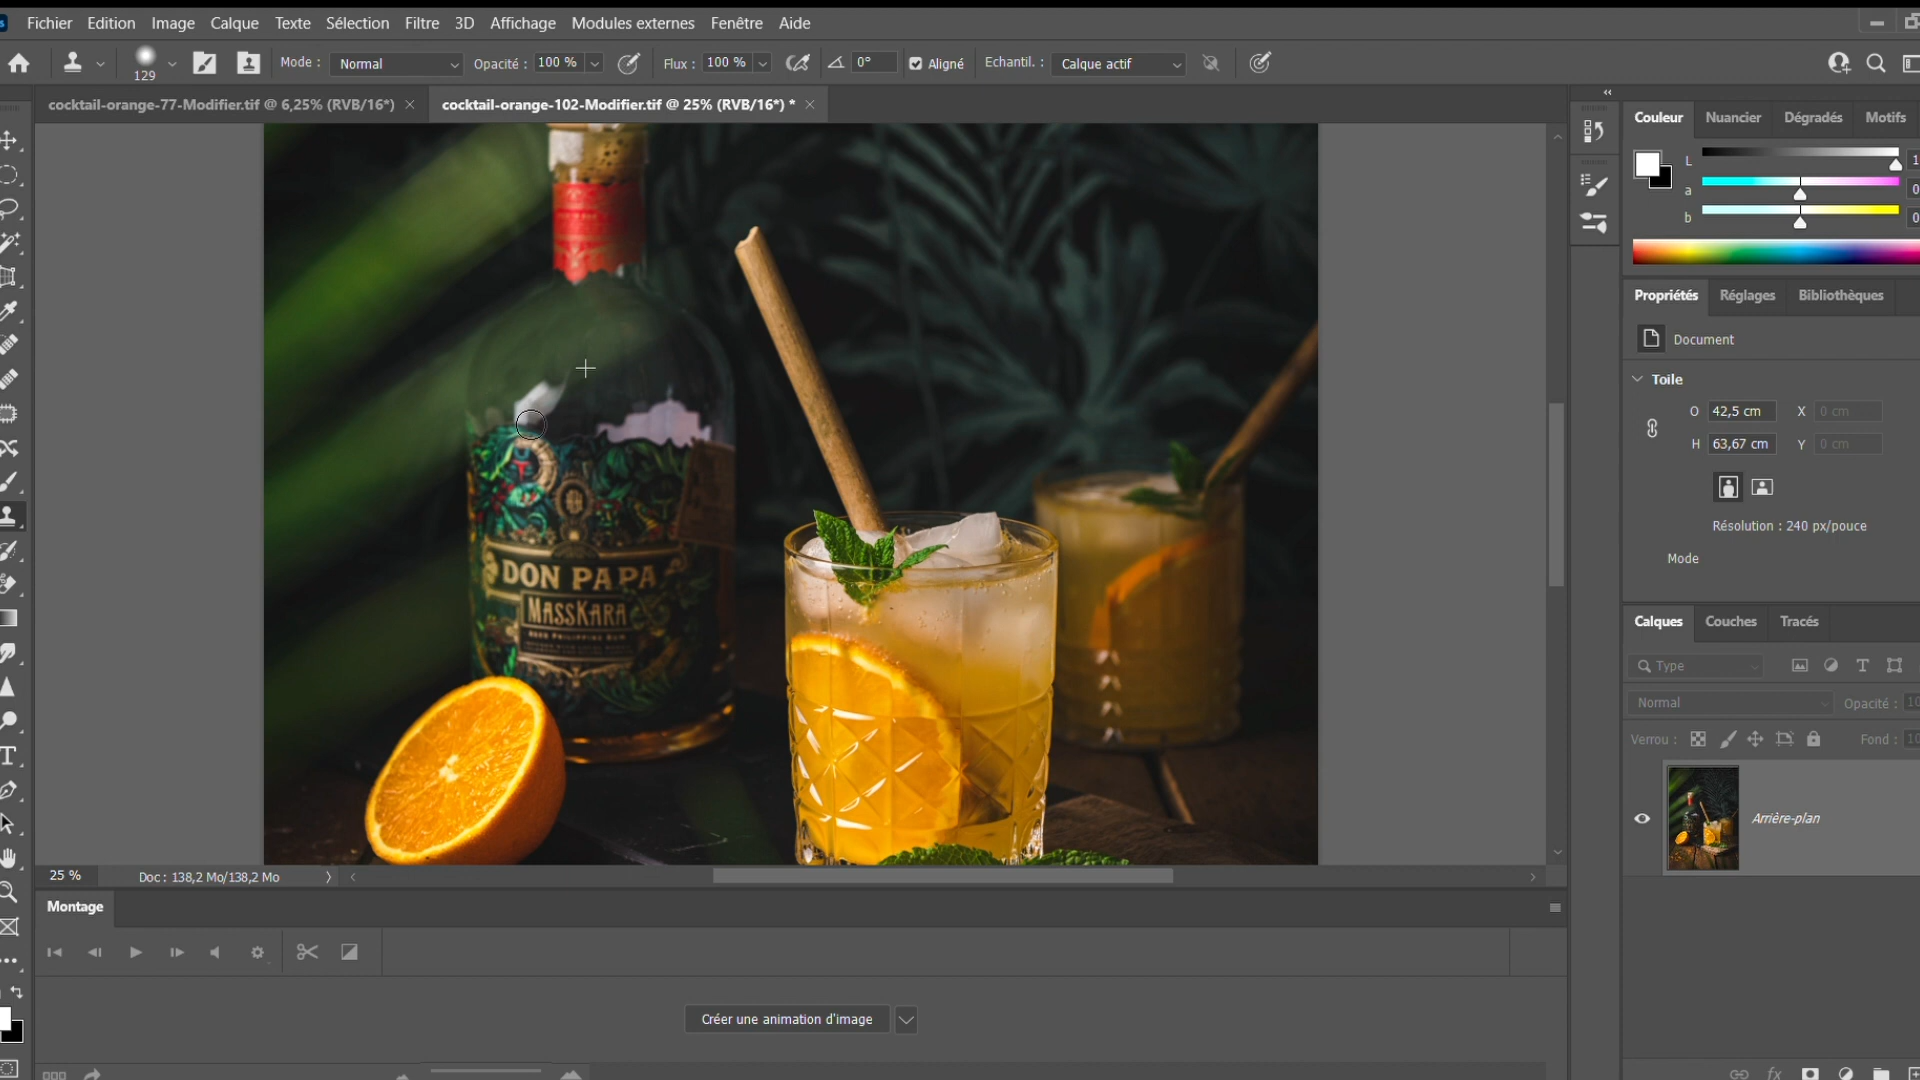 Fichier Edition Image Calque Texte Sélection Filtre 3D Affichage Modules externes Fenêtre Aide
129 Mode : Normal Opacité : 100 % Flux : 100 % 0° Aligné Echantil. : Calque actif
cocktail-orange-77-Modifier.tif @ 6,25% (RVB/16*) cocktail-orange-102-Modifier.tif @ 25% (RVB/16*) *
Couleur Nuancier Dégradés Motifs
L
a
b
Propriétés Réglages Bibliothèques
Document
Toile
O 42,5 cm X 0 cm
H 63,67 cm Y 0 cm
Résolution : 240 px/pouce
Mode
DON PAPA
MASSKARA
Calques Couches Tracés
Type
Normal Opacité : 10
Verrou : Fond : 10
Arrière-plan
25 % Doc : 138,2 Mo/138,2 Mo
Montage
Créer une animation d'image
fx